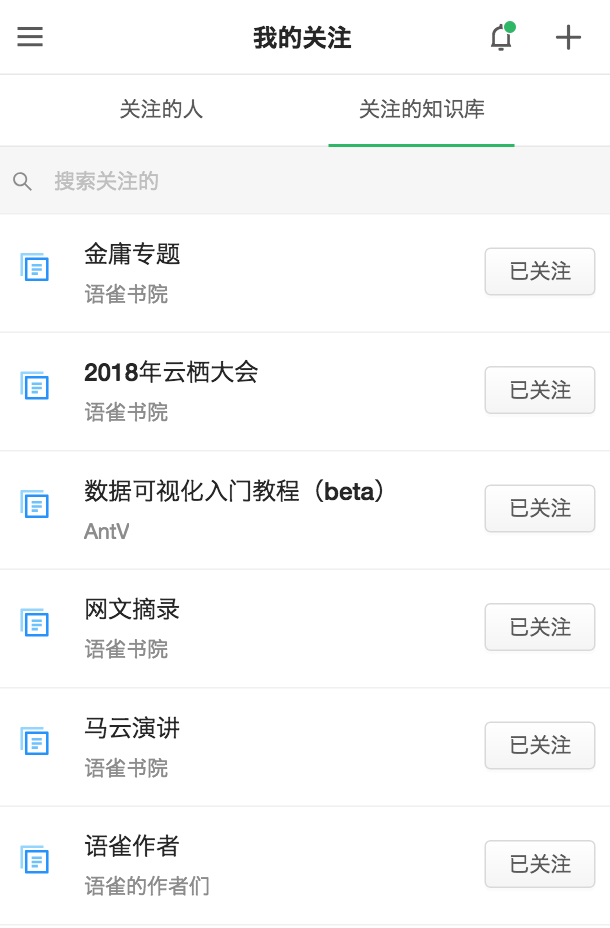 我的关注
关注的人
关注的知识库
搜索关注的
金庸专题
语雀书院
已关注
2018年云栖大会
语雀书院
已关注
数据可视化入门教程（beta）
AntV
已关注
网文摘录
语雀书院
已关注
马云演讲
语雀书院
已关注
语雀作者
语雀的作者们
已关注